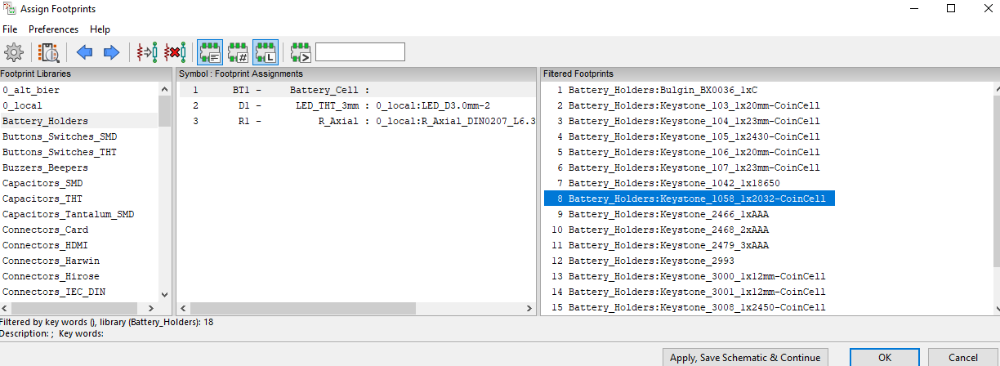 Assign Footprints
File Preferences Help
Footprint Libraries
0_alt_bier
0_local
Battery_Holders
Buttons_Switches_SMD
Buttons_Switches_THT
Buzzers_Beepers
Capacitors_SMD
Capacitors_THT
Capacitors_Tantalum_SMD
Connectors_Card
Connectors_HDMI
Connectors_Harwin
Connectors_Hirose
Connectors_IEC_DIN
Symbol : Footprint Assignments
1 BT1 - Battery_Cell :
2 D1 - LED_THT_3mm : 0_local:LED_D3.0mm-2
3 R1 - R_Axial : 0_local:R_Axial_DIN0207_L6.3
Filtered Footprints
1 Battery_Holders:Bulgin_BX0036_1xC
2 Battery_Holders:Keystone_103_1x20mm-CoinCell
3 Battery_Holders:Keystone_104_1x23mm-CoinCell
4 Battery_Holders:Keystone_105_1x2430-CoinCell
5 Battery_Holders:Keystone_106_1x20mm-CoinCell
6 Battery_Holders:Keystone_107_1x23mm-CoinCell
7 Battery_Holders:Keystone_1042_1x18650
8 Battery_Holders:Keystone_1058_1x2032-CoinCell
9 Battery_Holders:Keystone_2466_1xAAA
10 Battery_Holders:Keystone_2468_2xAAA
11 Battery_Holders:Keystone_2479_3xAAA
12 Battery_Holders:Keystone_2993
13 Battery_Holders:Keystone_3000_1x12mm-CoinCell
14 Battery_Holders:Keystone_3001_1x12mm-CoinCell
15 Battery_Holders:Keystone_3008_1x2450-CoinCell
Filtered by key words (), library (Battery_Holders): 18
Description: ; Key words:
Apply, Save Schematic & Continue
OK
Cancel